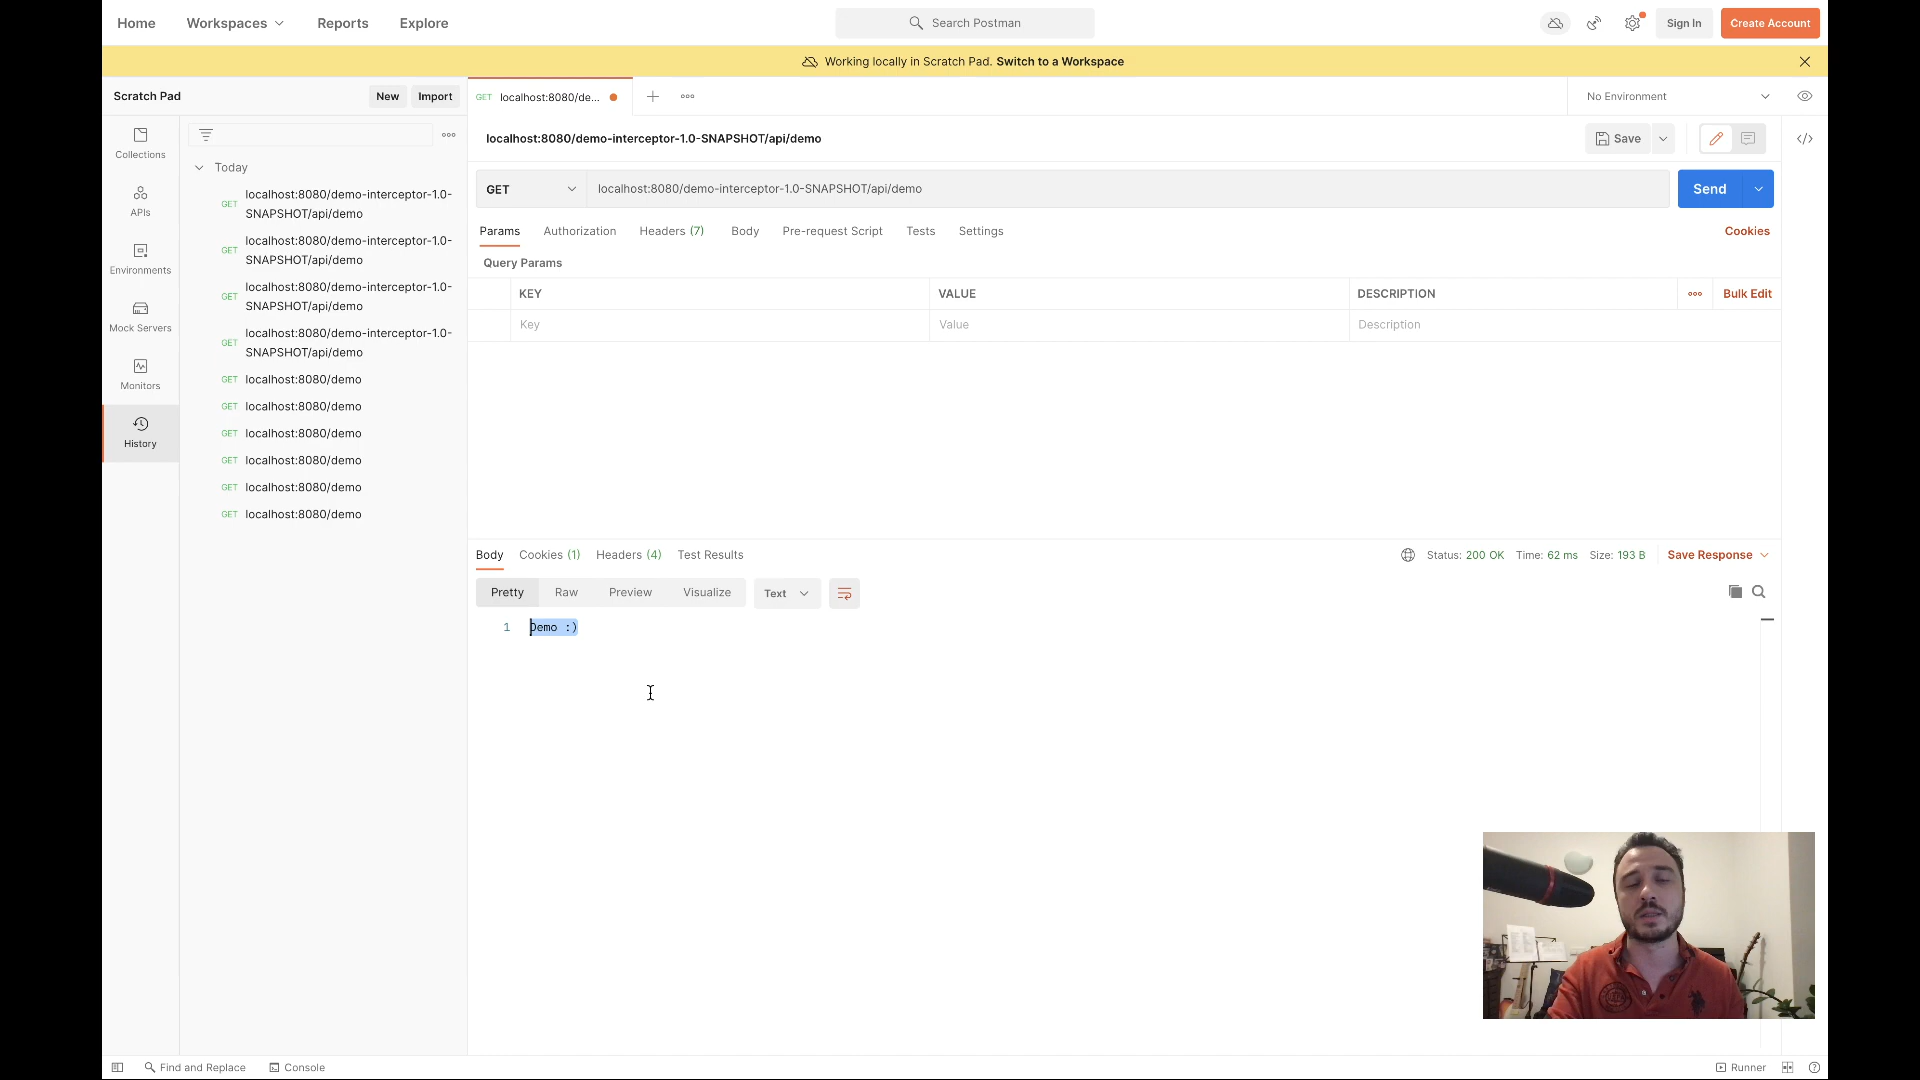 Home
Workspaces
Reports
Explore
Search Postman
Sign In
Create Account
Working locally in Scratch Pad. Switch to a Workspace
Scratch Pad
New
Import
GET localhost:8080/de...
No Environment
Collections
APIs
Environments
Mock Servers
Monitors
History
Today
GET localhost:8080/demo-interceptor-1.0-
SNAPSHOT/api/demo
GET localhost:8080/demo-interceptor-1.0-
SNAPSHOT/api/demo
GET localhost:8080/demo-interceptor-1.0-
SNAPSHOT/api/demo
GET localhost:8080/demo-interceptor-1.0-
SNAPSHOT/api/demo
GET localhost:8080/demo
GET localhost:8080/demo
GET localhost:8080/demo
GET localhost:8080/demo
GET localhost:8080/demo
GET localhost:8080/demo
localhost:8080/demo-interceptor-1.0-SNAPSHOT/api/demo
Save
GET
localhost:8080/demo-interceptor-1.0-SNAPSHOT/api/demo
Send
Params
Authorization
Headers (7)
Body
Pre-request Script
Tests
Settings
Cookies
Query Params
KEY
VALUE
DESCRIPTION
Bulk Edit
Key
Value
Description
Body
Cookies (1)
Headers (4)
Test Results
Status: 200 OK
Time: 62 ms
Size: 193 B
Save Response
Pretty
Raw
Preview
Visualize
Text
1 Demo :)
Find and Replace
Console
Runner